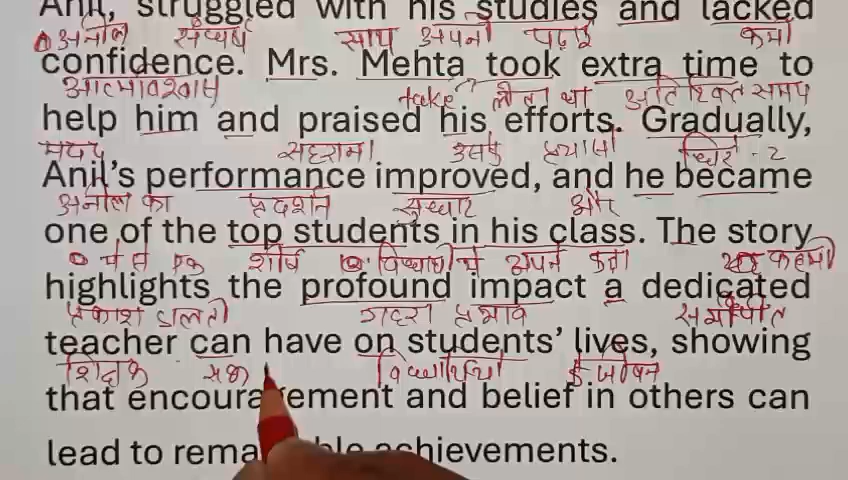 Anil, struggled with his studies and lacked
अनील संघर्ष साथ अपनी पढ़ाई कमी
confidence. Mrs. Mehta took extra time to
आत्मविश्वास take लीला था अतिरिक्त समय
help him and praised his efforts. Gradually,
मदद सहराना उसके प्रयासों धिरे - 2
Anil's performance improved, and he became
अनील का प्रदर्शन सुधार और
one of the top students in his class. The story
में से एक शीर्ष विद्यार्थी में अपने कक्षा कहानी
highlights the profound impact a dedicated
प्रकाश डालती गहरा प्रभाव समर्पित
teacher can have on students' lives, showing
शिक्षक सक विद्यार्थियों के जीवन
that encouragement and belief in others can
lead to achievements.